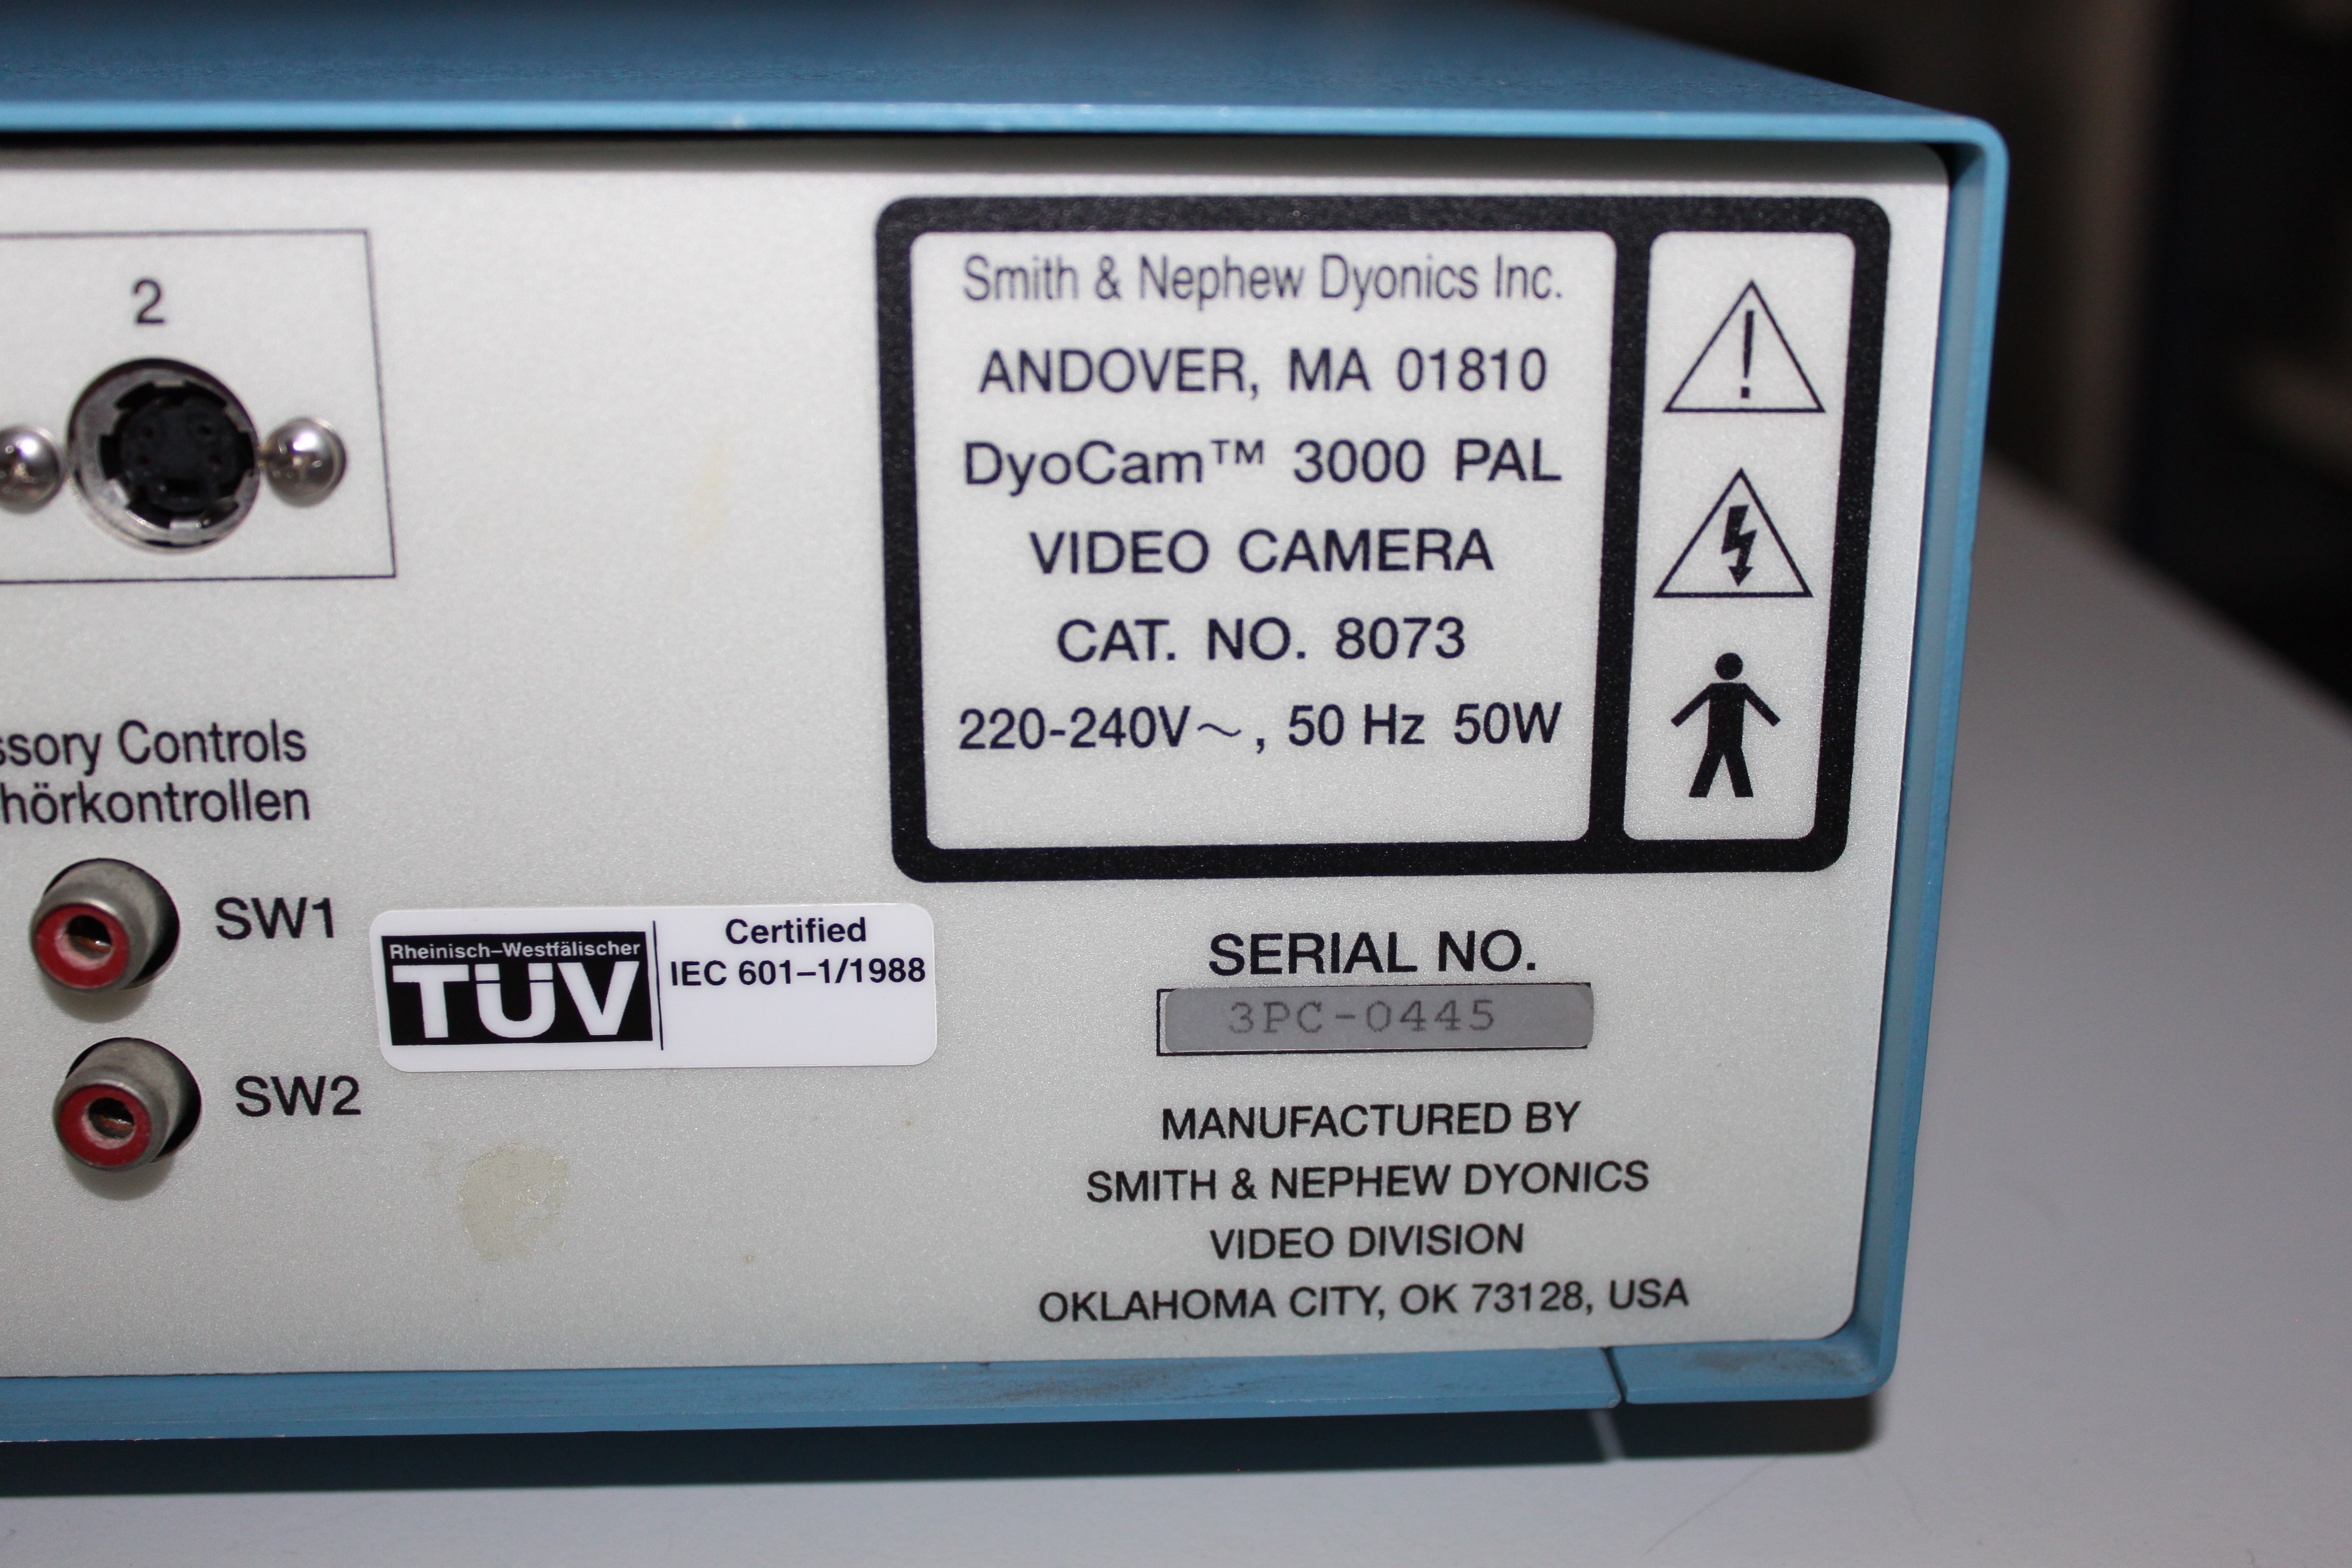 2
ssory Controls
hörkontrollen
SW1
SW2
Rheinisch–Westfälischer
TÜV
Certified
IEC 601–1/1988
Smith & Nephew Dyonics Inc.
ANDOVER, MA 01810
DyoCam™ 3000 PAL
VIDEO CAMERA
CAT. NO. 8073
220-240V~, 50 Hz 50W
SERIAL NO.
3PC-0445
MANUFACTURED BY
SMITH & NEPHEW DYONICS
VIDEO DIVISION
OKLAHOMA CITY, OK 73128, USA